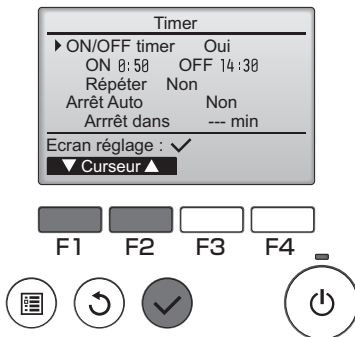 Timer
ON/OFF timer Oui
ON 0:50 OFF 14:30
Répéter Non
Arrêt Auto Non
Arrrêt dans --- min
Ecran réglage : ✓
▼ Curseur ▲
F1 F2 F3 F4